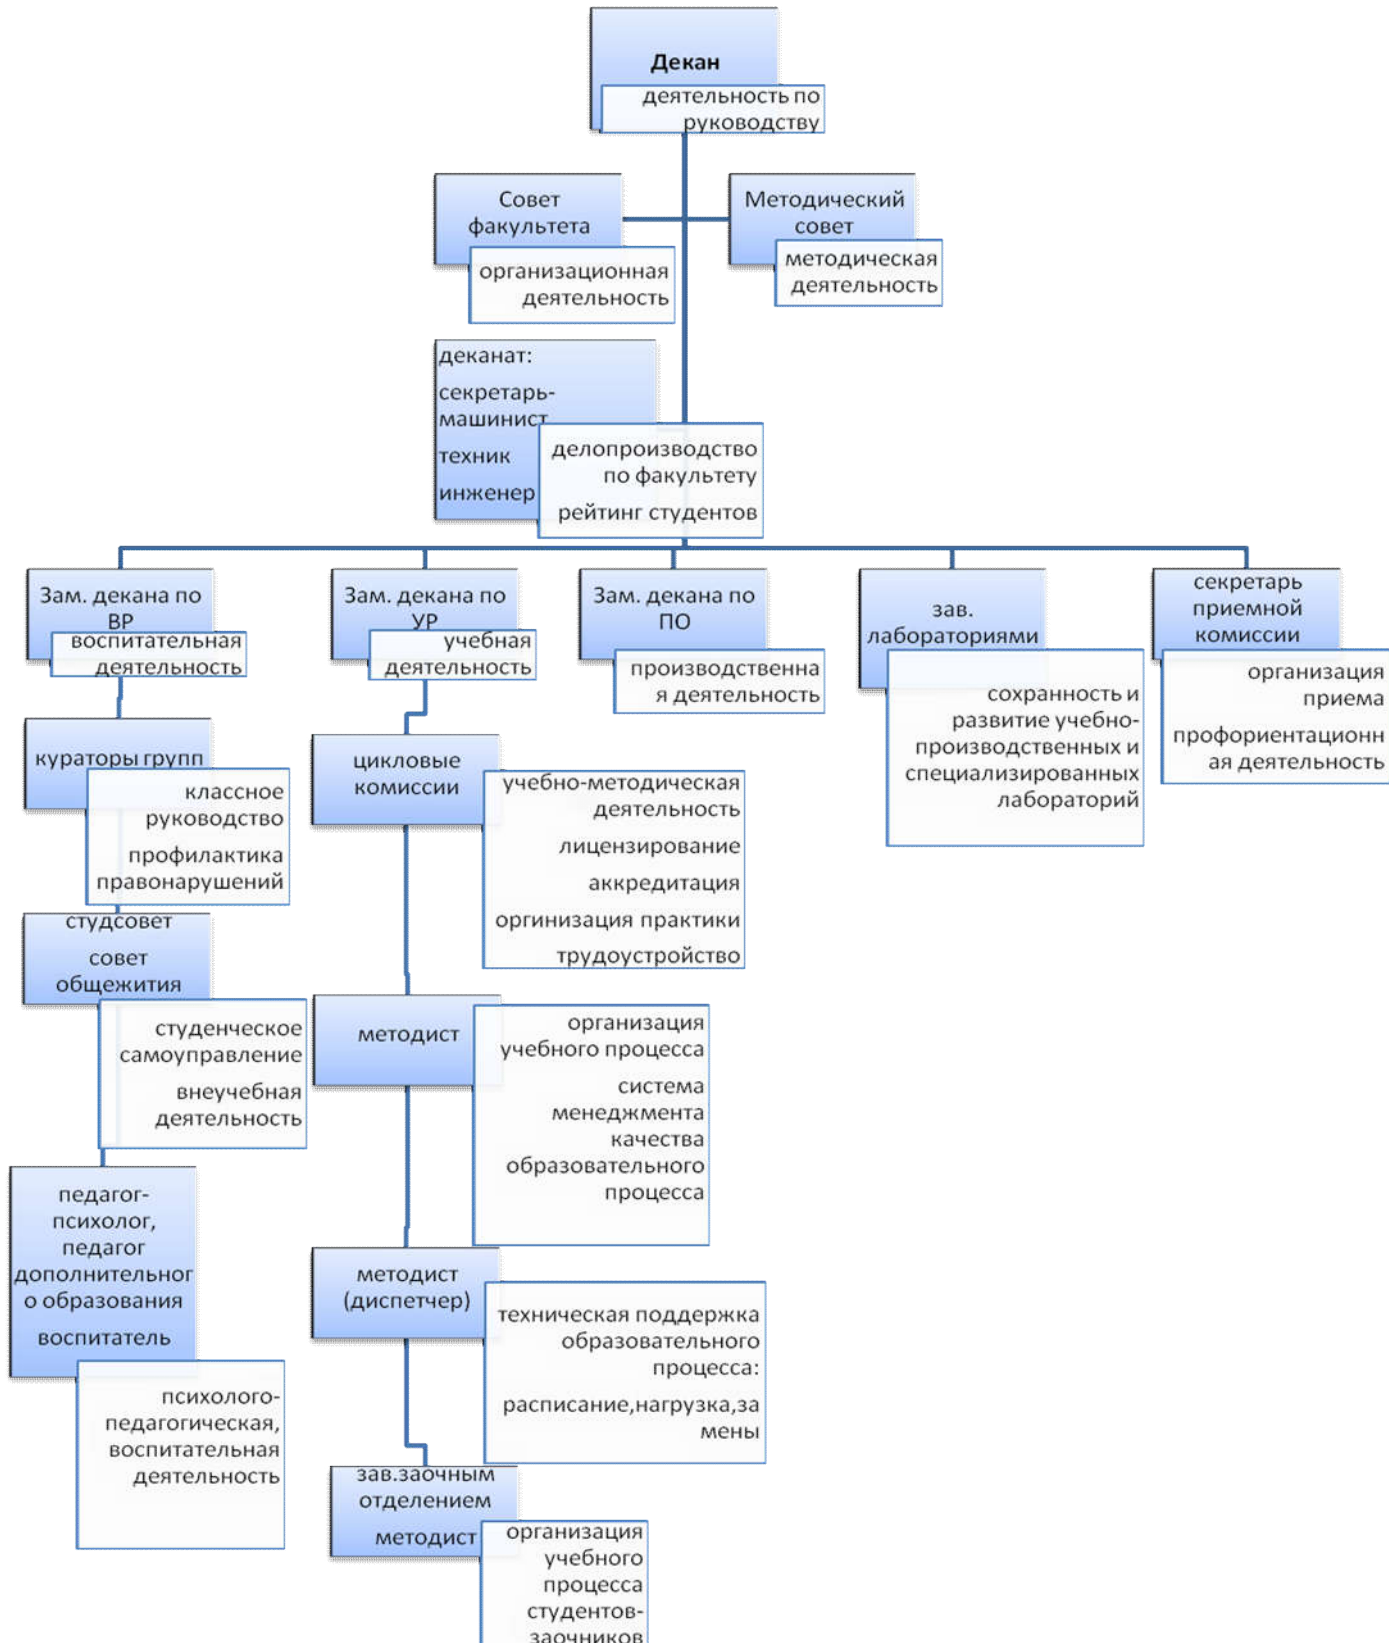 Декан
деятельность по
руководству
Совет
факультета
организационная
деятельность
Методический
совет
методическая
деятельность
деканат:
секретарь-
машинист
техник
инженер
делопроизводство
по факультету
рейтинг студентов
Зам. декана по
ВР
воспитательная
деятельность
Зам. декана по
УР
учебная
деятельность
Зам. декана по
ПО
производственна
я деятельность
зав.
лабораториями
сохранность и
развитие учебно-
производственных и
специализированных
лабораторий
секретарь
приемной
комиссии
организация
приема
профориентационн
ая деятельность
кураторы групп
классное
руководство
профилактика
правонарушений
студсовет
совет
общежития
студенческое
самоуправление
внеучебная
деятельность
педагог-
психолог,
педагог
дополнительног
о образования
воспитатель
психолого-
педагогическая,
воспитательная
деятельность
цикловые
комиссии
учебно-методическая
деятельность
лицензирование
аккредитация
оргинизация практики
трудоустройство
методист
организация
учебного процесса
система
менеджмента
качества
образовательного
процесса
методист
(диспетчер)
техническая поддержка
образовательного
процесса:
расписание,нагрузка,за
мены
зав.заочным
отделением
методист
организация
учебного
процесса
студентов-
заочников